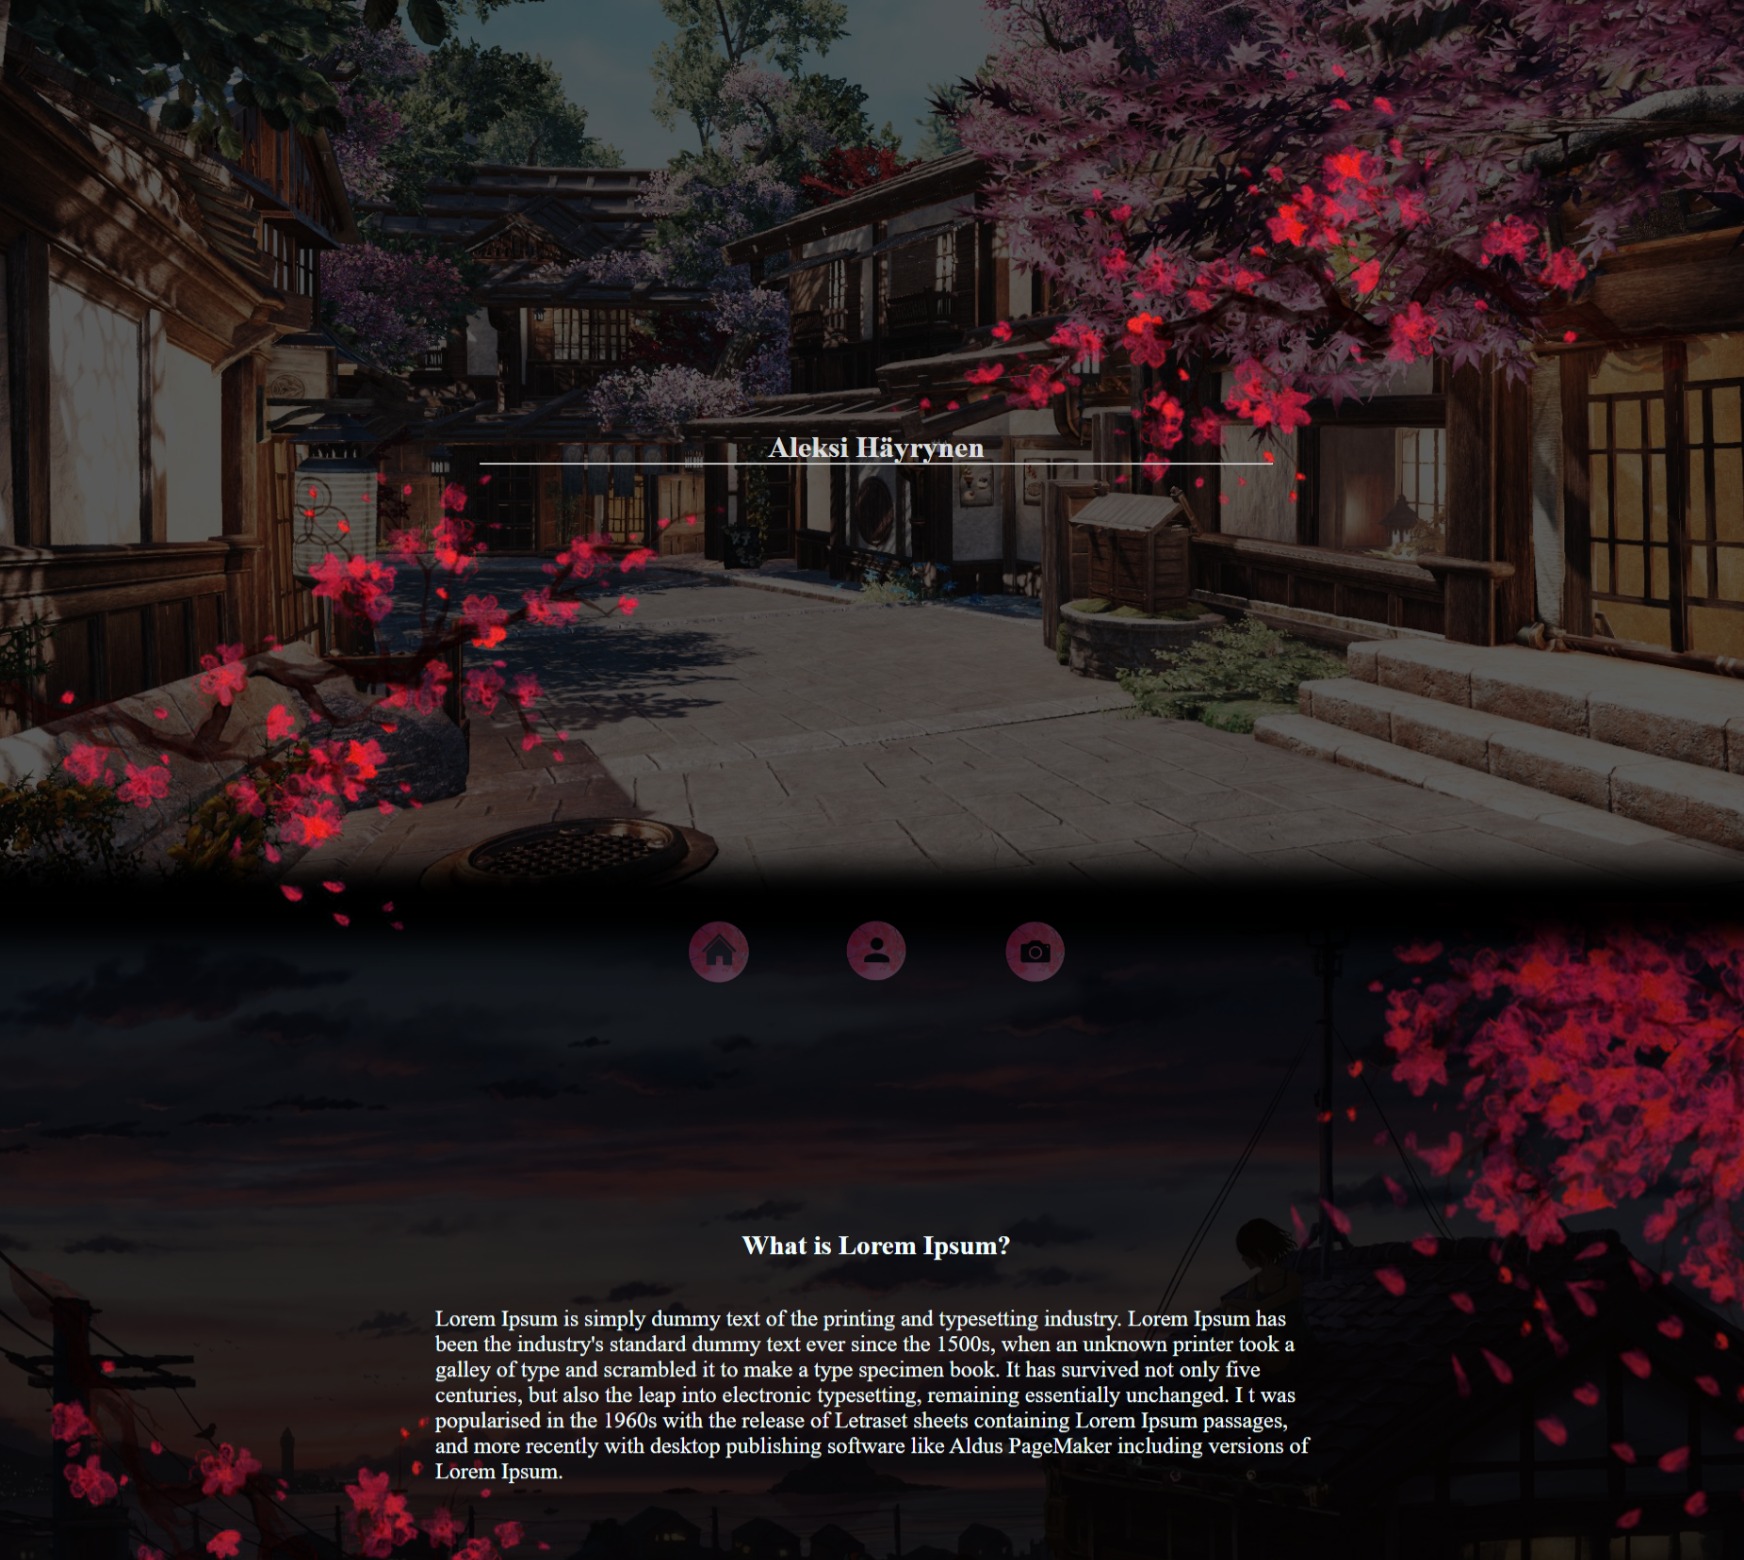 Aleksi Häyrynen
What is Lorem Ipsum?
Lorem Ipsum is simply dummy text of the printing and typesetting industry. Lorem Ipsum has
been the industry's standard dummy text ever since the 1500s, when an unknown printer took a
galley of type and scrambled it to make a type specimen book. It has survived not only five
centuries, but also the leap into electronic typesetting, remaining essentially unchanged. I t was
popularised in the 1960s with the release of Letraset sheets containing Lorem Ipsum passages,
and more recently with desktop publishing software like Aldus PageMaker including versions of
Lorem Ipsum.